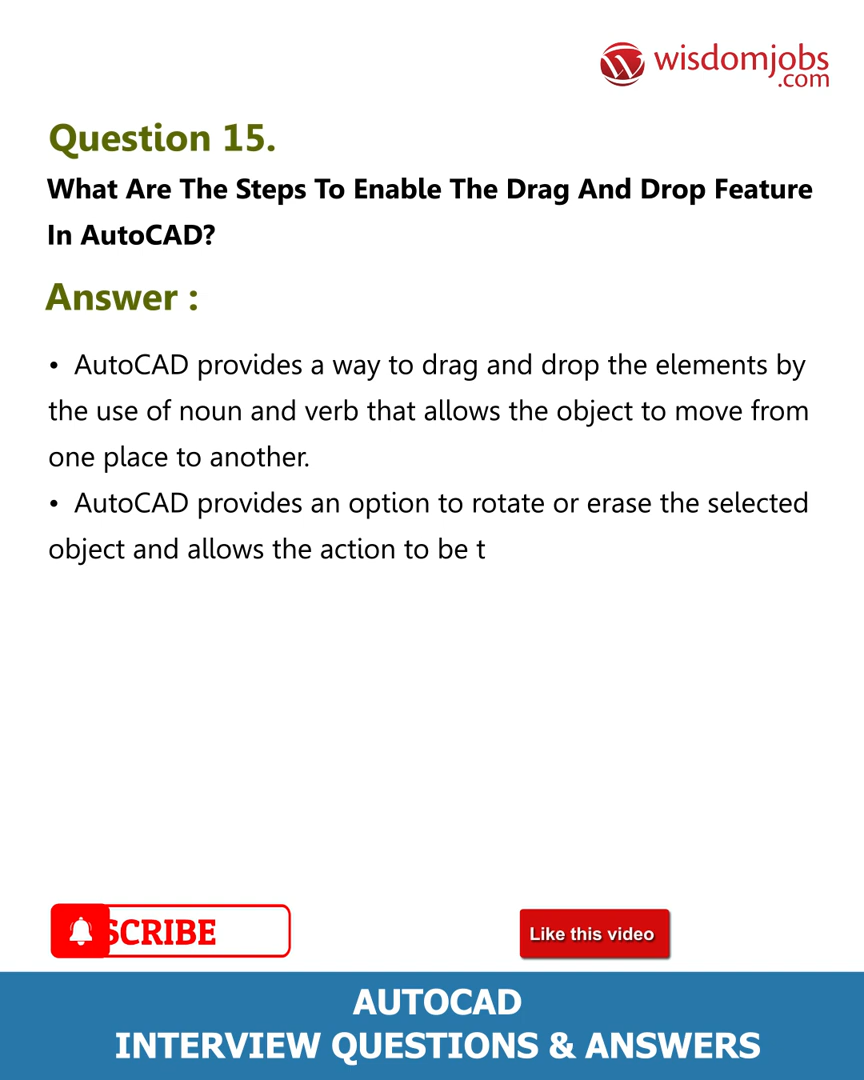 wisdomjobs
.com
Question 15.
What Are The Steps To Enable The Drag And Drop Feature
In AutoCAD?
Answer :
• AutoCAD provides a way to drag and drop the elements by
the use of noun and verb that allows the object to move from
one place to another.
• AutoCAD provides an option to rotate or erase the selected
object and allows the action to be t
SCRIBE
Like this video
AUTOCAD
INTERVIEW QUESTIONS & ANSWERS